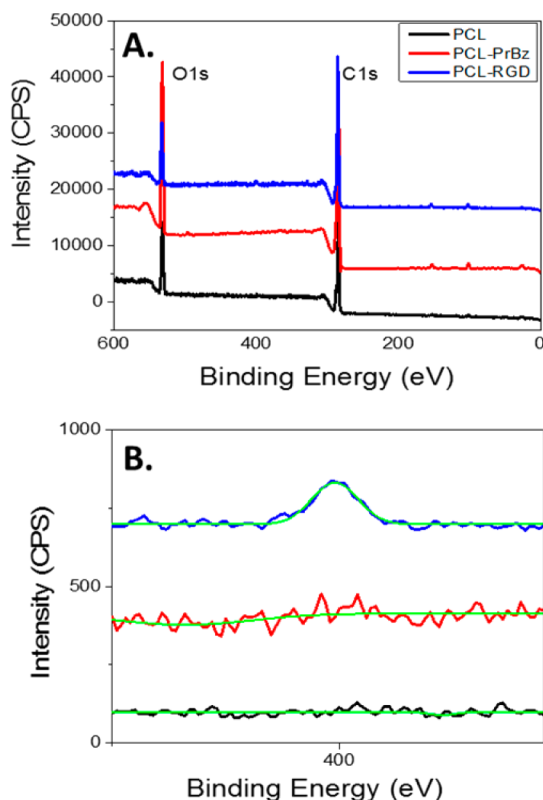 A.
O1s
C1s
PCL
PCL-PrBz
PCL-RGD
50000
40000
30000
20000
10000
0
Intensity (CPS)
600
400
200
0
Binding Energy (eV)
B.
1000
500
0
Intensity (CPS)
400
Binding Energy (eV)